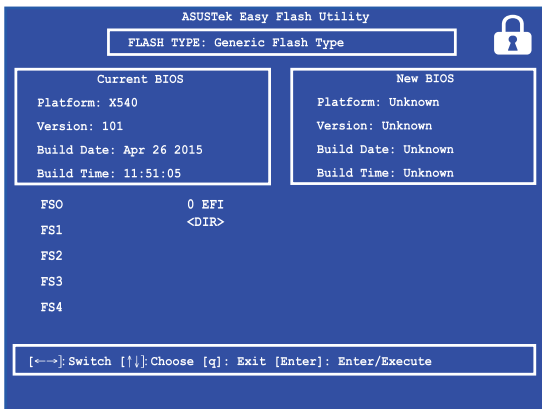 ASUSTek Easy Flash Utility
FLASH TYPE: Generic Flash Type
Current BIOS
Platform: X540
Version: 101
Build Date: Apr 26 2015
Build Time: 11:51:05
New BIOS
Platform: Unknown
Version: Unknown
Build Date: Unknown
Build Time: Unknown
FSO
FS1
FS2
FS3
FS4
0 EFI
<DIR>
[←→]: Switch [↑↓]: Choose [q]: Exit [Enter]: Enter/Execute